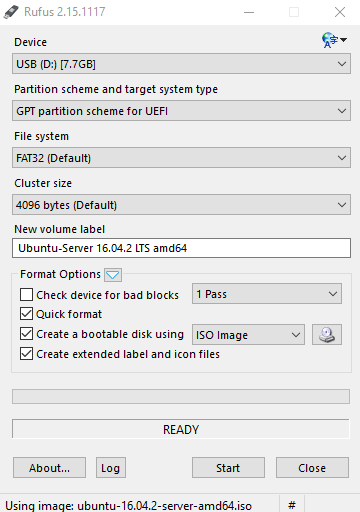 Rufus 2.15.1117
Device
USB (D:) [7.7GB]
Partition scheme and target system type
GPT partition scheme for UEFI
File system
FAT32 (Default)
Cluster size
4096 bytes (Default)
New volume label
Ubuntu-Server 16.04.2 LTS amd64
Format Options
Check device for bad blocks 1 Pass
Quick format
Create a bootable disk using ISO Image
Create extended label and icon files
READY
About... Log Start Close
Using image: ubuntu-16.04.2-server-amd64.iso #